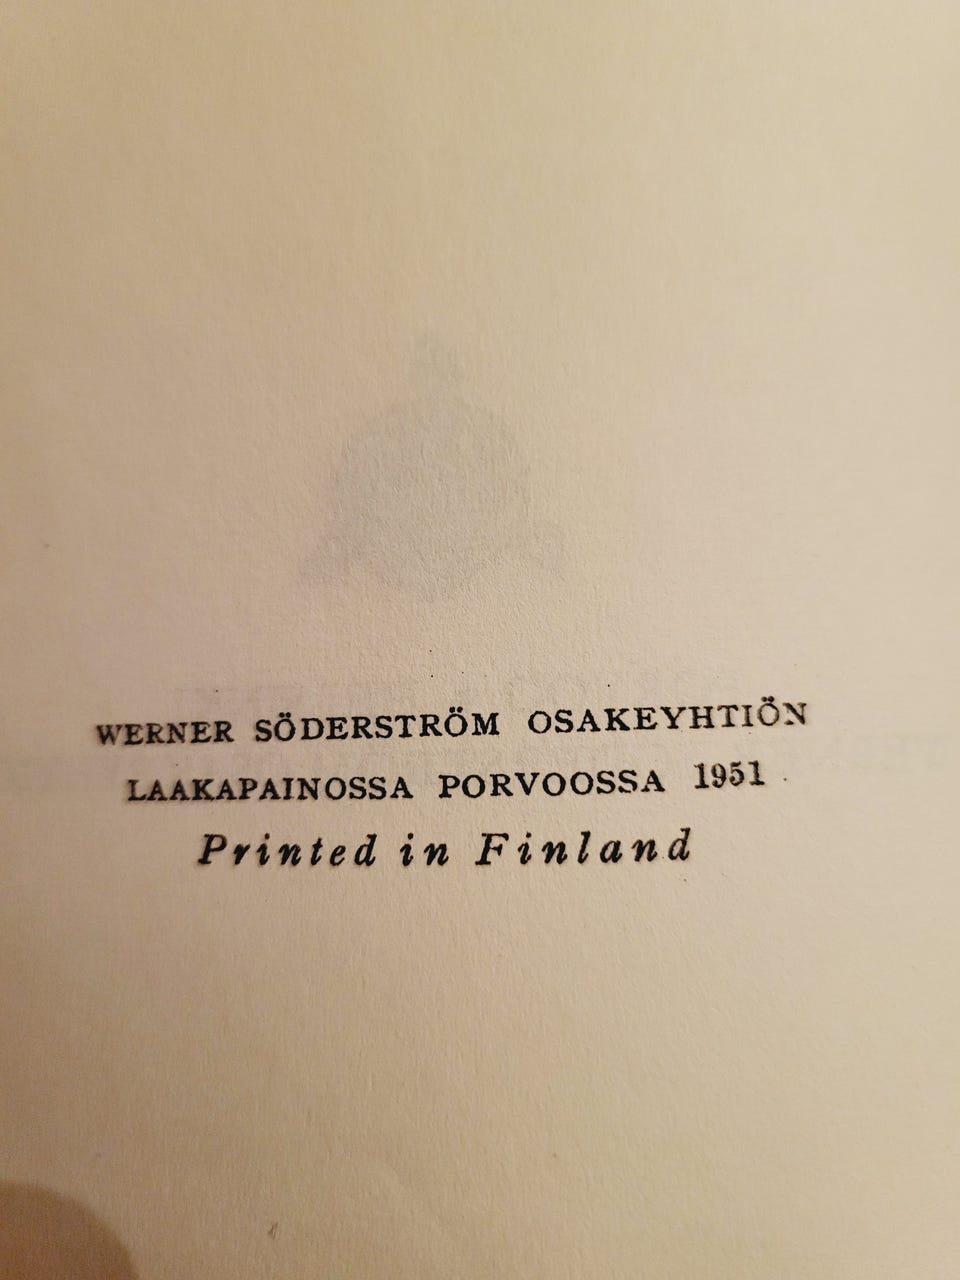 WERNER SÖDERSTRÖM OSAKEYHTIÖN
LAAKAPAINOSSA PORVOOSSA 1951
Printed in Finland